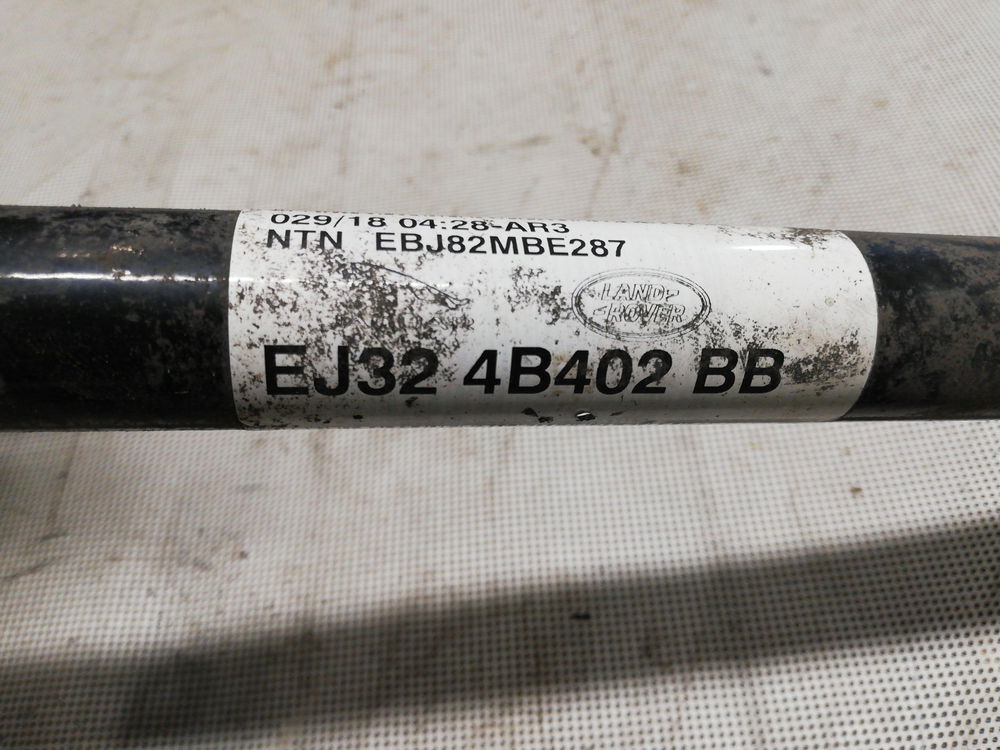 029/18 04:28-AR3
NTN EBJ82MBE287
LAND-
-ROVER
EJ32 4B402 BB